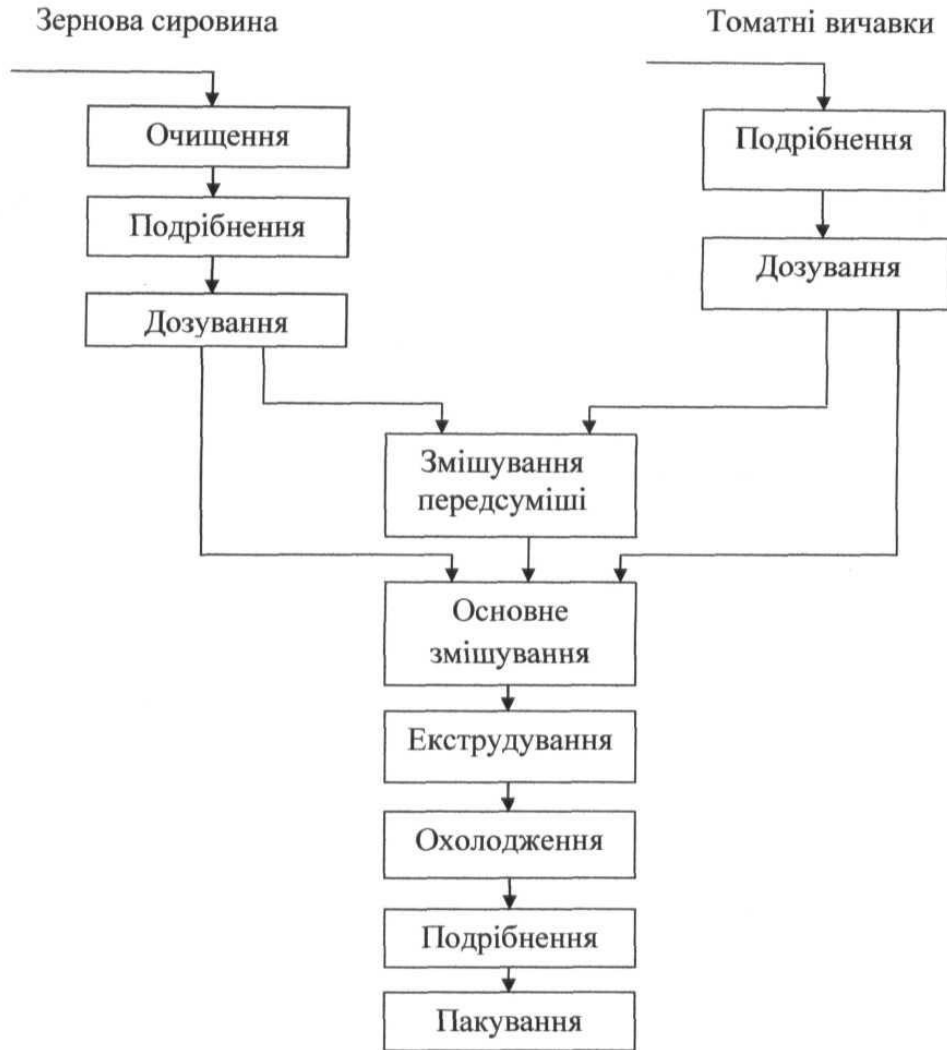 Зернова сировина
Томатні вичавки
Очищення
Подрібнення
Дозування
Подрібнення
Дозування
Змішування
передсуміші
Основне
змішування
Екструдування
Охолодження
Подрібнення
Пакування